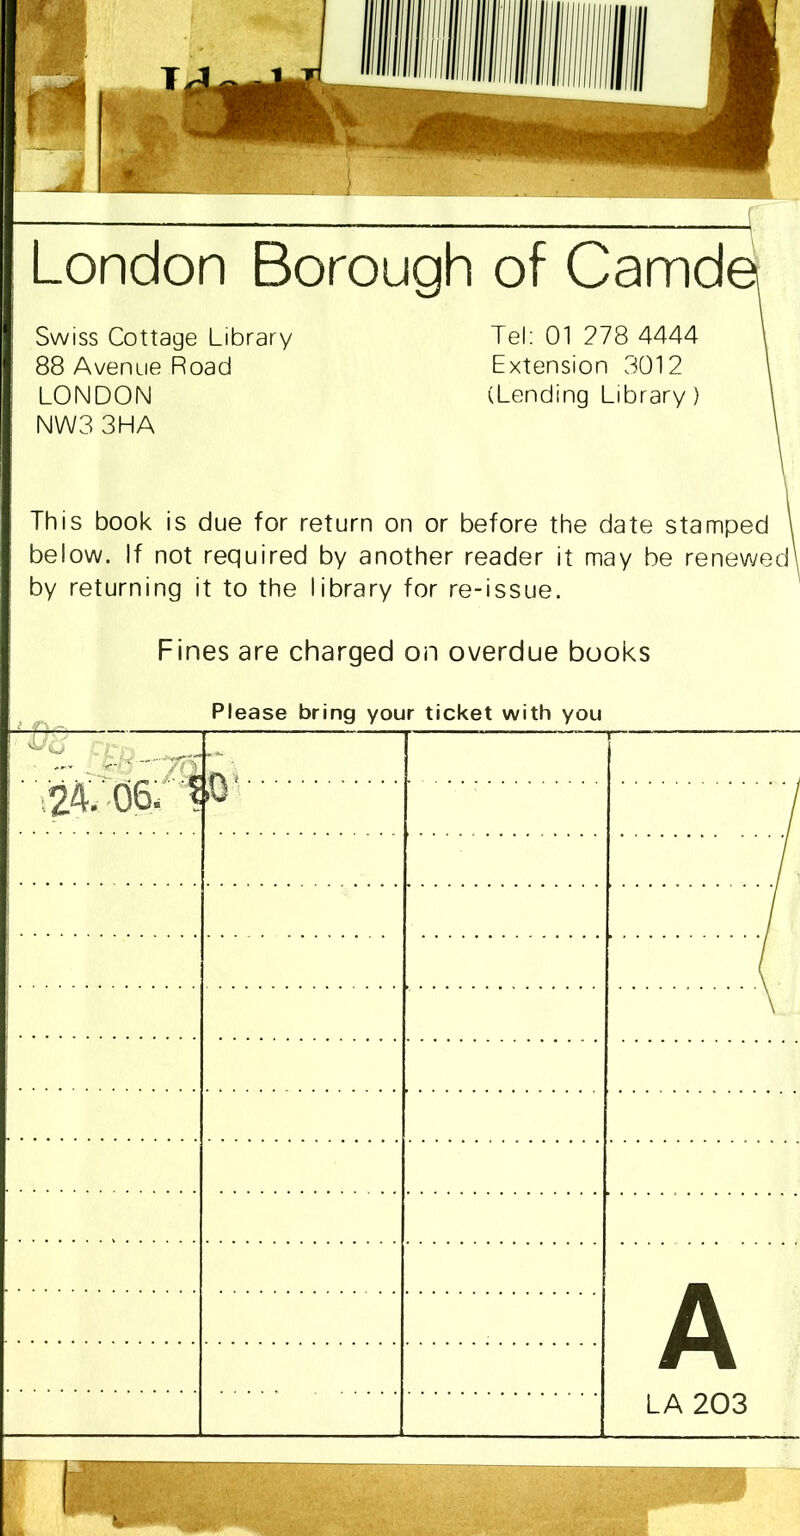 London Borough of Camde
Swiss Cottage Library
88 Avenue Road
LONDON
NW3 3HA
Tel: 01 278 4444
Extension 3012
(Lending Library)
This book is due for return on or before the date stamped
below. If not required by another reader it may be renewed
by returning it to the library for re-issue.
Fines are charged on overdue books
Please bring your ticket with you
24. 06.
A
LA 203